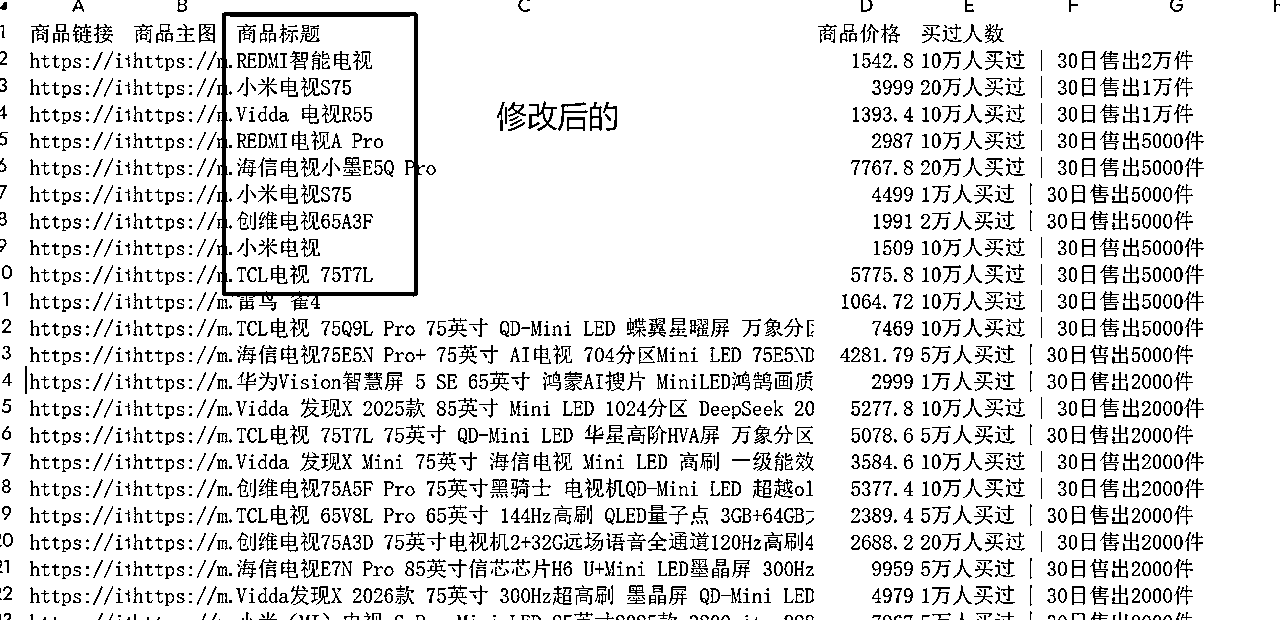 A B C D E F G
1 商品链接 商品主图 商品标题 商品价格 买过人数
2 https://i https://m. REDMI智能电视 1542.8 10万人买过 | 30日售出2万件
3 https://i https://m. 小米电视S75 3999 20万人买过 | 30日售出1万件
修改后的
4 https://i https://m. Vidda 电视R55 1393.4 10万人买过 | 30日售出1万件
5 https://i https://m. REDMI电视A Pro 2987 10万人买过 | 30日售出5000件
6 https://i https://m. 海信电视小墨E5Q Pro 7767.8 20万人买过 | 30日售出5000件
7 https://i https://m. 小米电视S75 4499 1万人买过 | 30日售出5000件
8 https://i https://m. 创维电视65A3F 1991 2万人买过 | 30日售出5000件
9 https://i https://m. 小米电视 1509 10万人买过 | 30日售出5000件
0 https://i https://m. TCL电视 75T7L 5775.8 10万人买过 | 30日售出5000件
1 https://i https://m. 雷鸟 雀4 1064.72 10万人买过 | 30日售出5000件
2 https://i https://m. TCL电视 75Q9L Pro 75英寸 QD-Mini LED 蝶翼星曜屏 万象分区 7469 10万人买过 | 30日售出5000件
3 https://i https://m. 海信电视75E5N Pro+ 75英寸 AI电视 704分区Mini LED 75E5ND 4281.79 5万人买过 | 30日售出5000件
4 https://i https://m. 华为Vision智慧屏 5 SE 65英寸 鸿蒙AI搜片 MiniLED鸿鹄画质 2999 1万人买过 | 30日售出2000件
5 https://i https://m. Vidda 发现X 2025款 85英寸 Mini LED 1024分区 DeepSeek 20 5277.8 10万人买过 | 30日售出2000件
6 https://i https://m. TCL电视 75T7L 75英寸 QD-Mini LED 华星高阶HVA屏 万象分区 5078.6 5万人买过 | 30日售出2000件
7 https://i https://m. Vidda 发现X Mini 75英寸 海信电视 Mini LED 高刷 一级能效 3584.6 10万人买过 | 30日售出2000件
8 https://i https://m. 创维电视75A5F Pro 75英寸黑骑士 电视机QD-Mini LED 超越ol 5377.4 10万人买过 | 30日售出2000件
9 https://i https://m. TCL电视 65V8L Pro 65英寸 144Hz高刷 QLED量子点 3GB+64GB 2389.4 5万人买过 | 30日售出2000件
20 https://i https://m. 创维电视75A3D 75英寸电视机2+32G远场语音全通道120Hz高刷4 2688.2 20万人买过 | 30日售出2000件
21 https://i https://m. 海信电视E7N Pro 85英寸信芯芯片H6 U+Mini LED墨晶屏 300Hz 9959 5万人买过 | 30日售出2000件
22 https://i https://m. Vidda发现X 2026款 75英寸 300Hz超高刷 墨晶屏 QD-Mini LED 4979 1万人买过 | 30日售出2000件